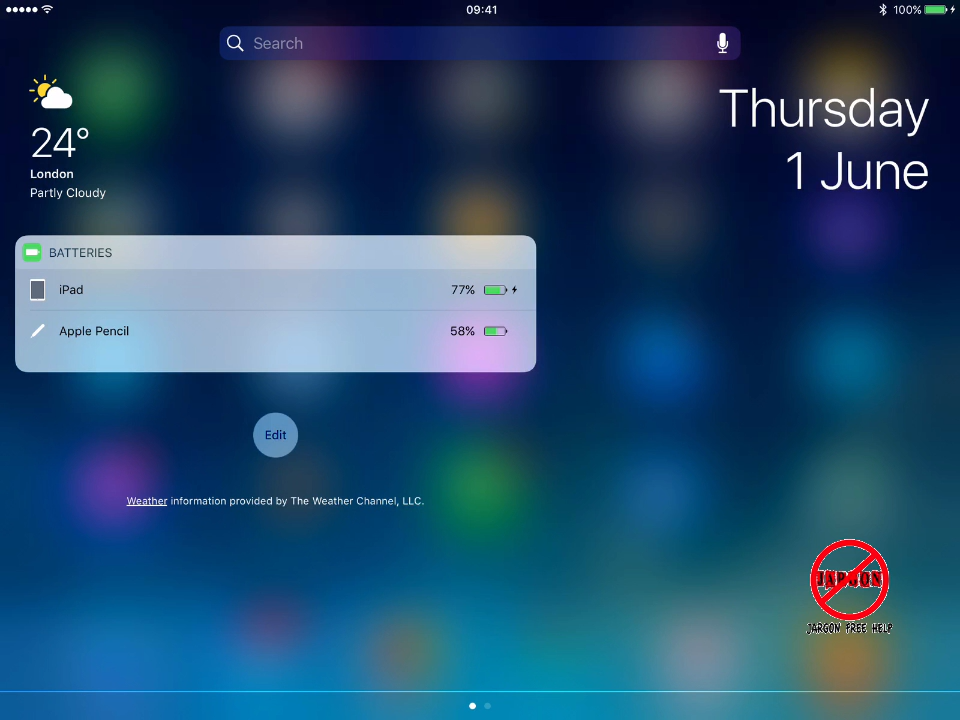 09:41
100%
Search
Thursday
1 June
24°
London
Partly Cloudy
BATTERIES
iPad 77%
Apple Pencil 58%
Edit
Weather information provided by The Weather Channel, LLC.
JARGON
JARGON FREE HELP